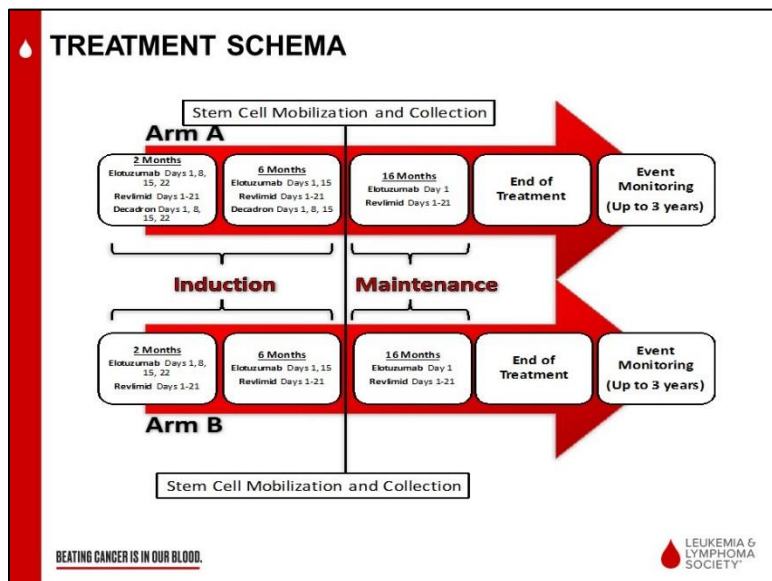 TREATMENT SCHEMA
Stem Cell Mobilization and Collection
Arm A
2 Months
Elotuzumab Days 1, 8,
15, 22
Revlimid Days 1-21
Decadron Days 1, 8,
15, 22
6 Months
Elotuzumab Days 1, 15
Revlimid Days 1-21
Decadron Days 1, 8, 15
16 Months
Elotuzumab Day 1
Revlimid Days 1-21
End of
Treatment
Event
Monitoring
(Up to 3 years)
Induction
Maintenance
2 Months
Elotuzumab Days 1, 8,
15, 22
Revlimid Days 1-21
6 Months
Elotuzumab Days 1, 15
Revlimid Days 1-21
16 Months
Elotuzumab Day 1
Revlimid Days 1-21
End of
Treatment
Event
Monitoring
(Up to 3 years)
Arm B
Stem Cell Mobilization and Collection
BEATING CANCER IS IN OUR BLOOD.
LEUKEMIA &
LYMPHOMA
SOCIETY®